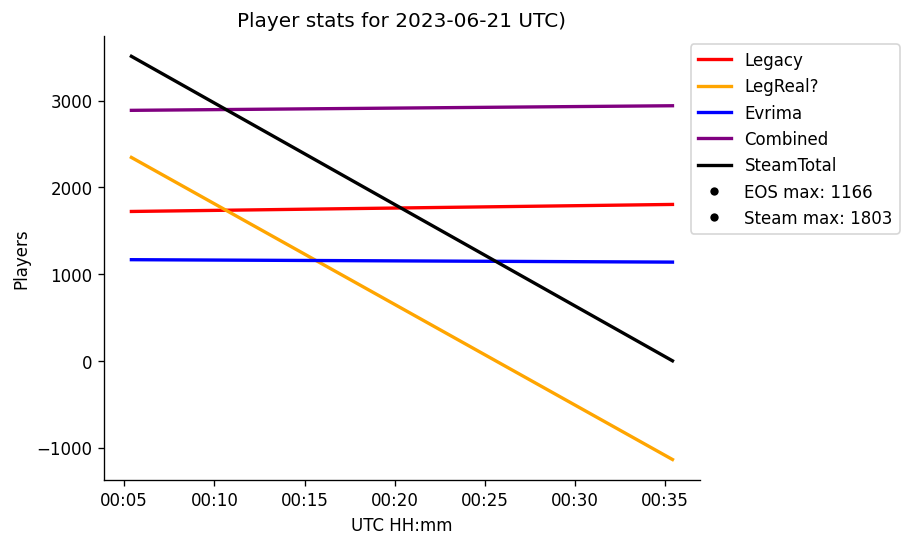 Player stats for 2023-06-21 UTC)
Legacy
LegReal?
Evrima
Combined
SteamTotal
EOS max: 1166
Steam max: 1803
Players
3000
2000
1000
0
−1000
00:05 00:10 00:15 00:20 00:25 00:30 00:35
UTC HH:mm